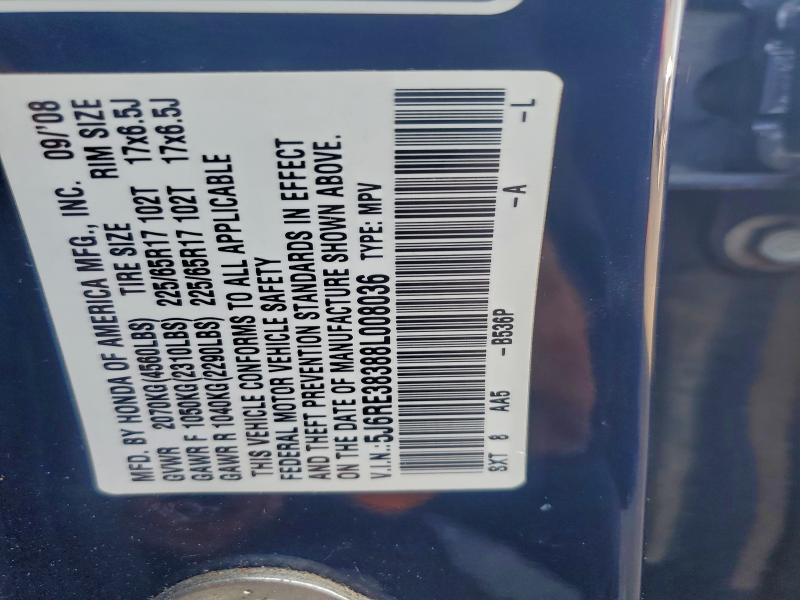 MFD. BY HONDA OF AMERICA MFG., INC. 09/'08
GVWR 2070KG(4560LBS) TIRE SIZE RIM SIZE
GAWR F 1050KG(2310LBS) 225/65R17 102T 17x6.5J
GAWR R 1040KG(2290LBS) 225/65R17 102T 17x6.5J
THIS VEHICLE CONFORMS TO ALL APPLICABLE
FEDERAL MOTOR VEHICLE SAFETY
AND THEFT PREVENTION STANDARDS IN EFFECT
ON THE DATE OF MANUFACTURE SHOWN ABOVE.
V.I.N.:5J6RE38388L008036 TYPE: MPV
SXT 8 AA5 -B536P -A -L